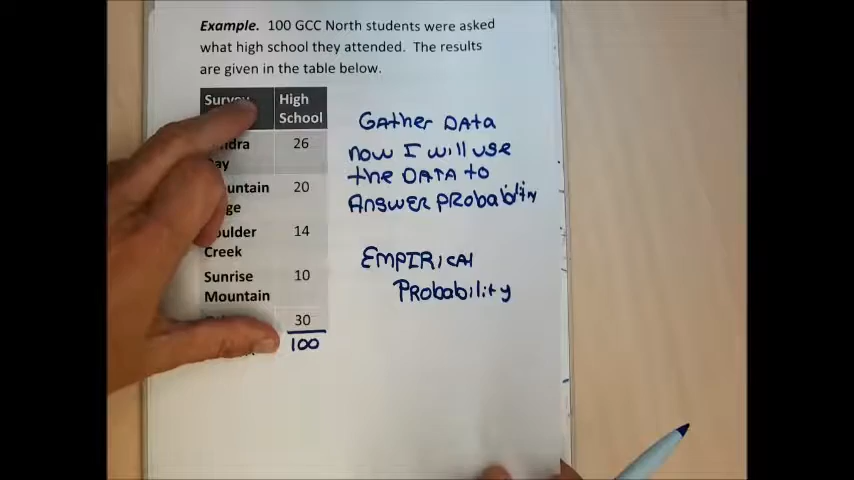 Example. 100 GCC North students were asked
what high school they attended. The results
are given in the table below.
High
School
26
20
14
Creek
Sunrise 10
Mountain
30
100
GAtHer DAtA
now I will use
the DATA to
Answer probability
EMPIRICAl
PRobability